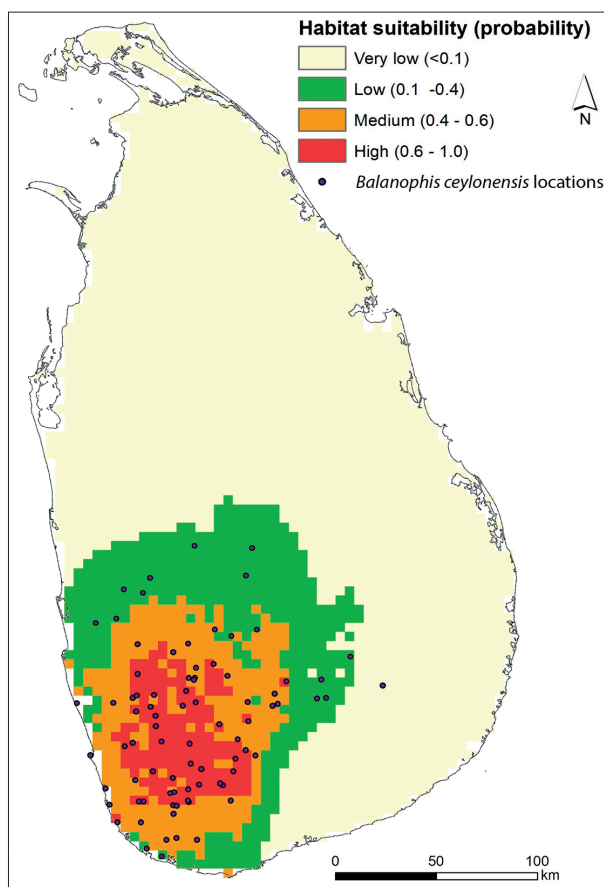 Habitat suitability (probability)
Very low (<0.1)
Low (0.1 -0.4)
Medium (0.4 - 0.6)
High (0.6 - 1.0)
N
Balanophis ceylonensis locations
0 50 100
km